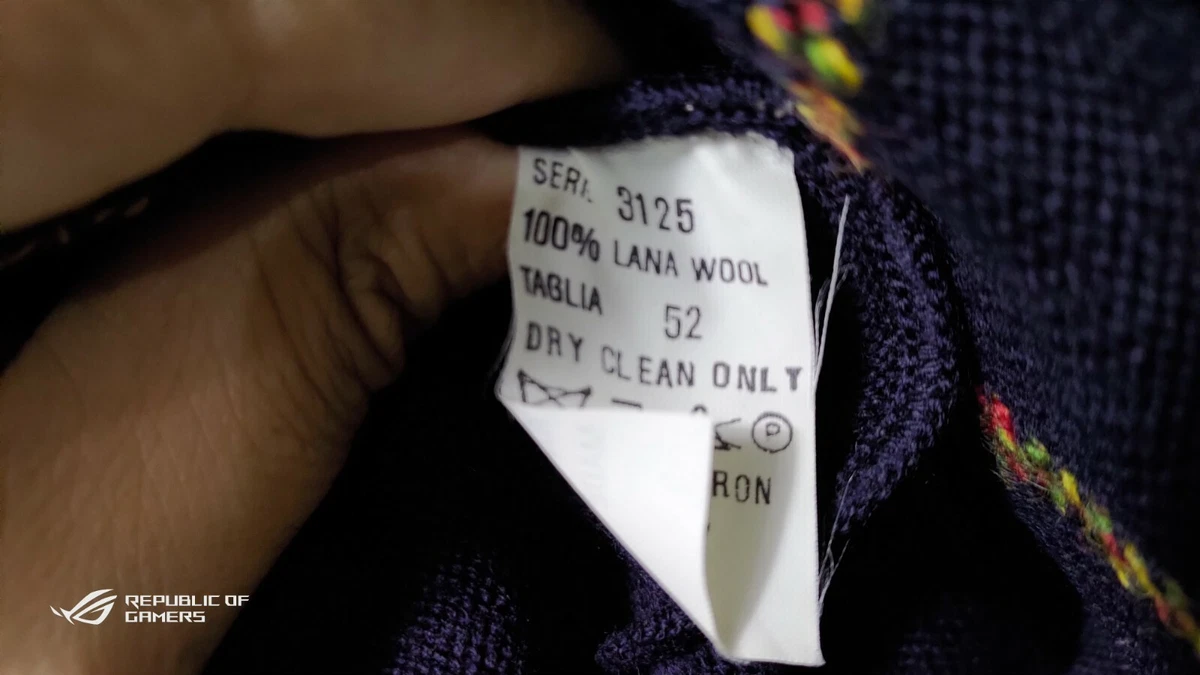 SERI. 3125
100% LANA WOOL
TAGLIA 52
DRY CLEAN ONLY
P
RON
REPUBLIC OF
GAMERS